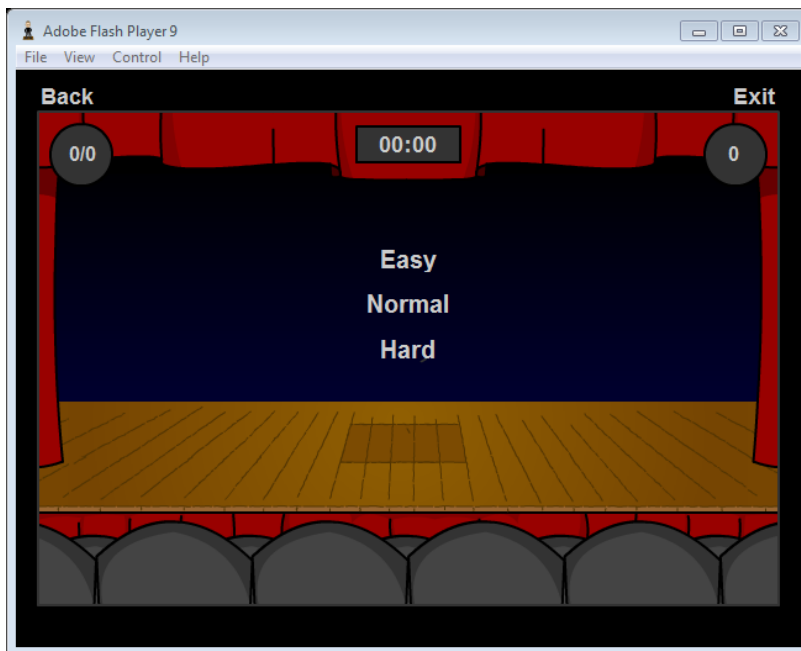 Adobe Flash Player 9
File View Control Help
Back Exit
0/0 00:00 0
Easy
Normal
Hard